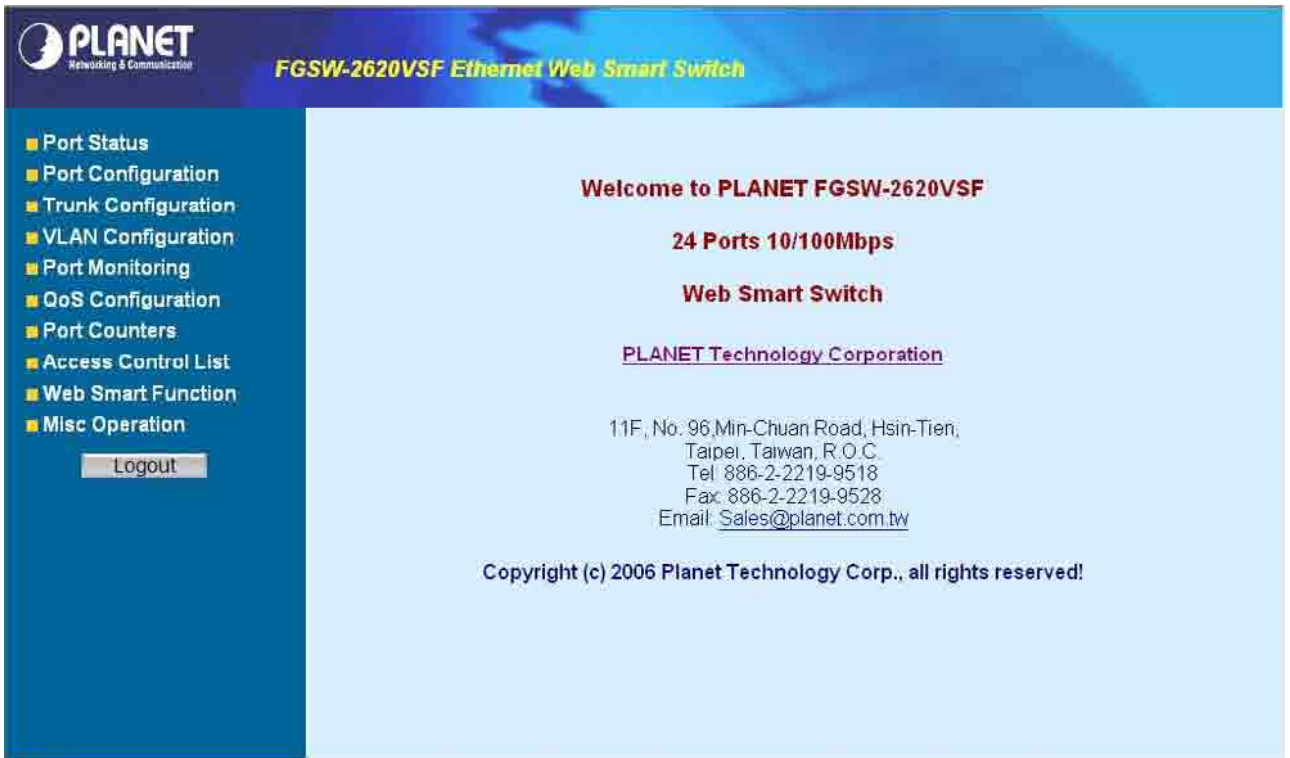 PLANET
Networking & Communication
FGSW-2620VSF Ethernet Web Smart Switch
Port Status
Port Configuration
Trunk Configuration
VLAN Configuration
Port Monitoring
QoS Configuration
Port Counters
Access Control List
Web Smart Function
Misc Operation
Logout
Welcome to PLANET FGSW-2620VSF
24 Ports 10/100Mbps
Web Smart Switch
PLANET Technology Corporation
11F, No. 96,Min-Chuan Road, Hsin-Tien,
Taipei, Taiwan, R.O.C.
Tel: 886-2-2219-9518
Fax: 886-2-2219-9528
Email: Sales@planet.com.tw
Copyright (c) 2006 Planet Technology Corp., all rights reserved!